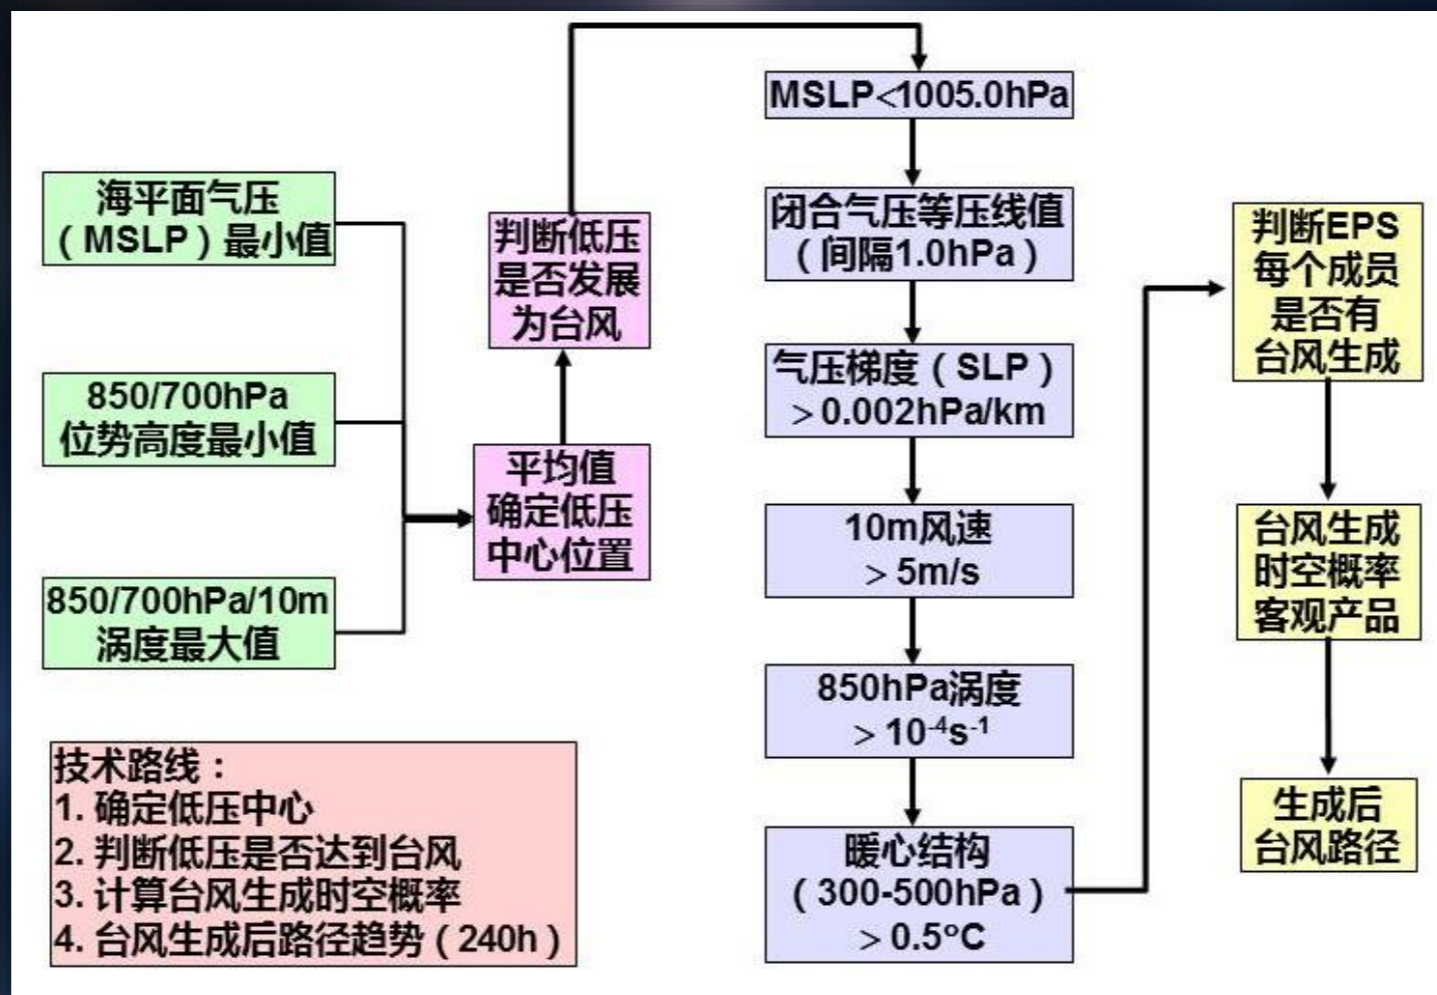 海平面气压
（MSLP）最小值
850/700hPa
位势高度最小值
850/700hPa/10m
涡度最大值
平均值
确定低压
中心位置
判断低压
是否发展
为台风
MSLP<1005.0hPa
闭合气压等压线值
（间隔1.0hPa）
气压梯度（SLP）
＞0.002hPa/km
10m风速
＞5m/s
850hPa涡度
＞10⁻⁴s⁻¹
暖心结构
（300-500hPa）
＞0.5°C
判断EPS
每个成员
是否有
台风生成
台风生成
时空概率
客观产品
生成后
台风路径
技术路线：
1. 确定低压中心
2. 判断低压是否达到台风
3. 计算台风生成时空概率
4. 台风生成后路径趋势（240h）